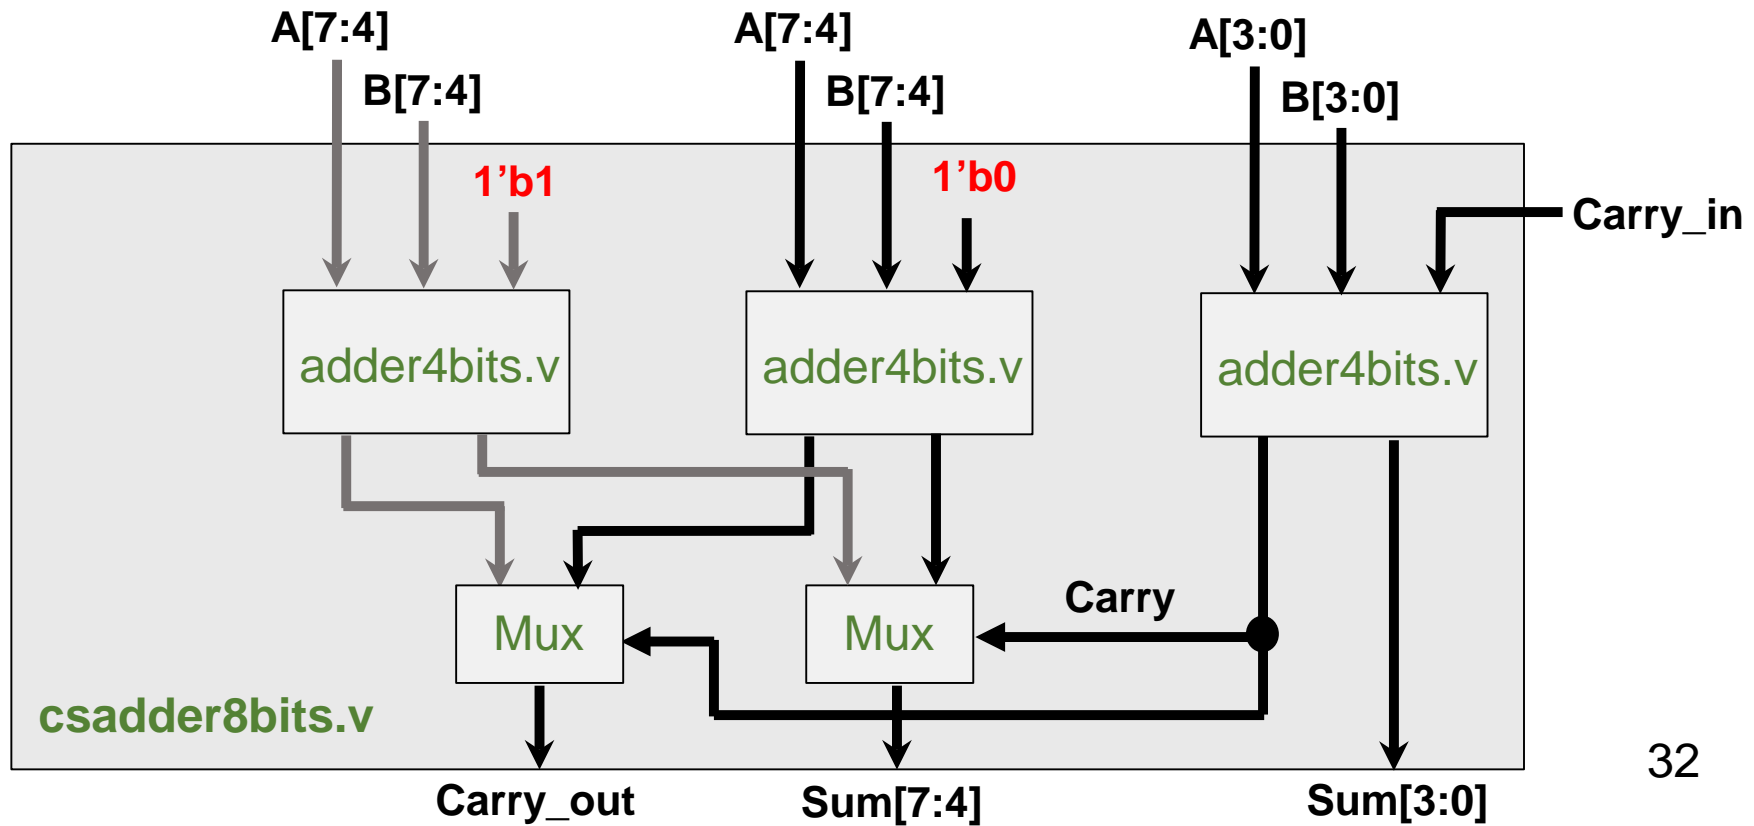 A[7:4]
A[7:4]
A[3:0]
B[7:4]
B[7:4]
B[3:0]
1’b1
1’b0
Carry_in
adder4bits.v
adder4bits.v
adder4bits.v
Carry
Mux
Mux
csadder8bits.v
32
Carry_out
Sum[7:4]
Sum[3:0]